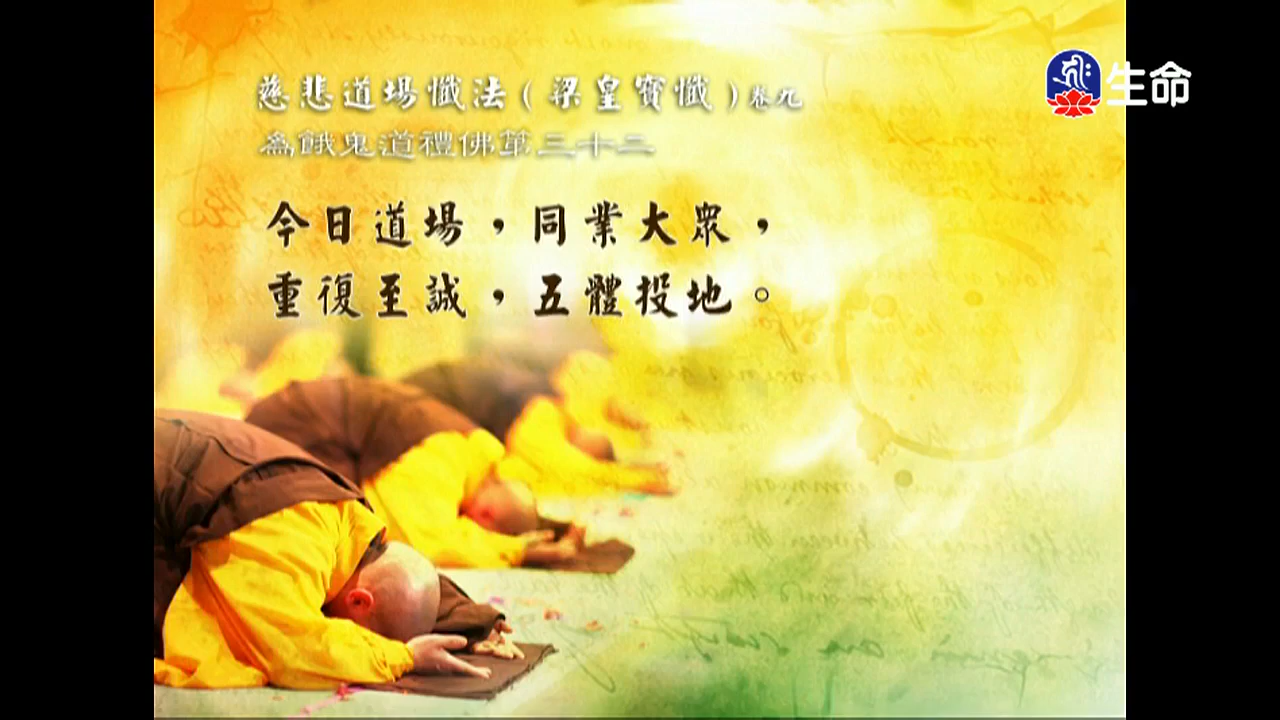 慈悲道場懺法(梁皇寶懺)卷九
為餓鬼道禮佛第三十二
生命
今日道場，同業大眾，
重復至誠，五體投地。